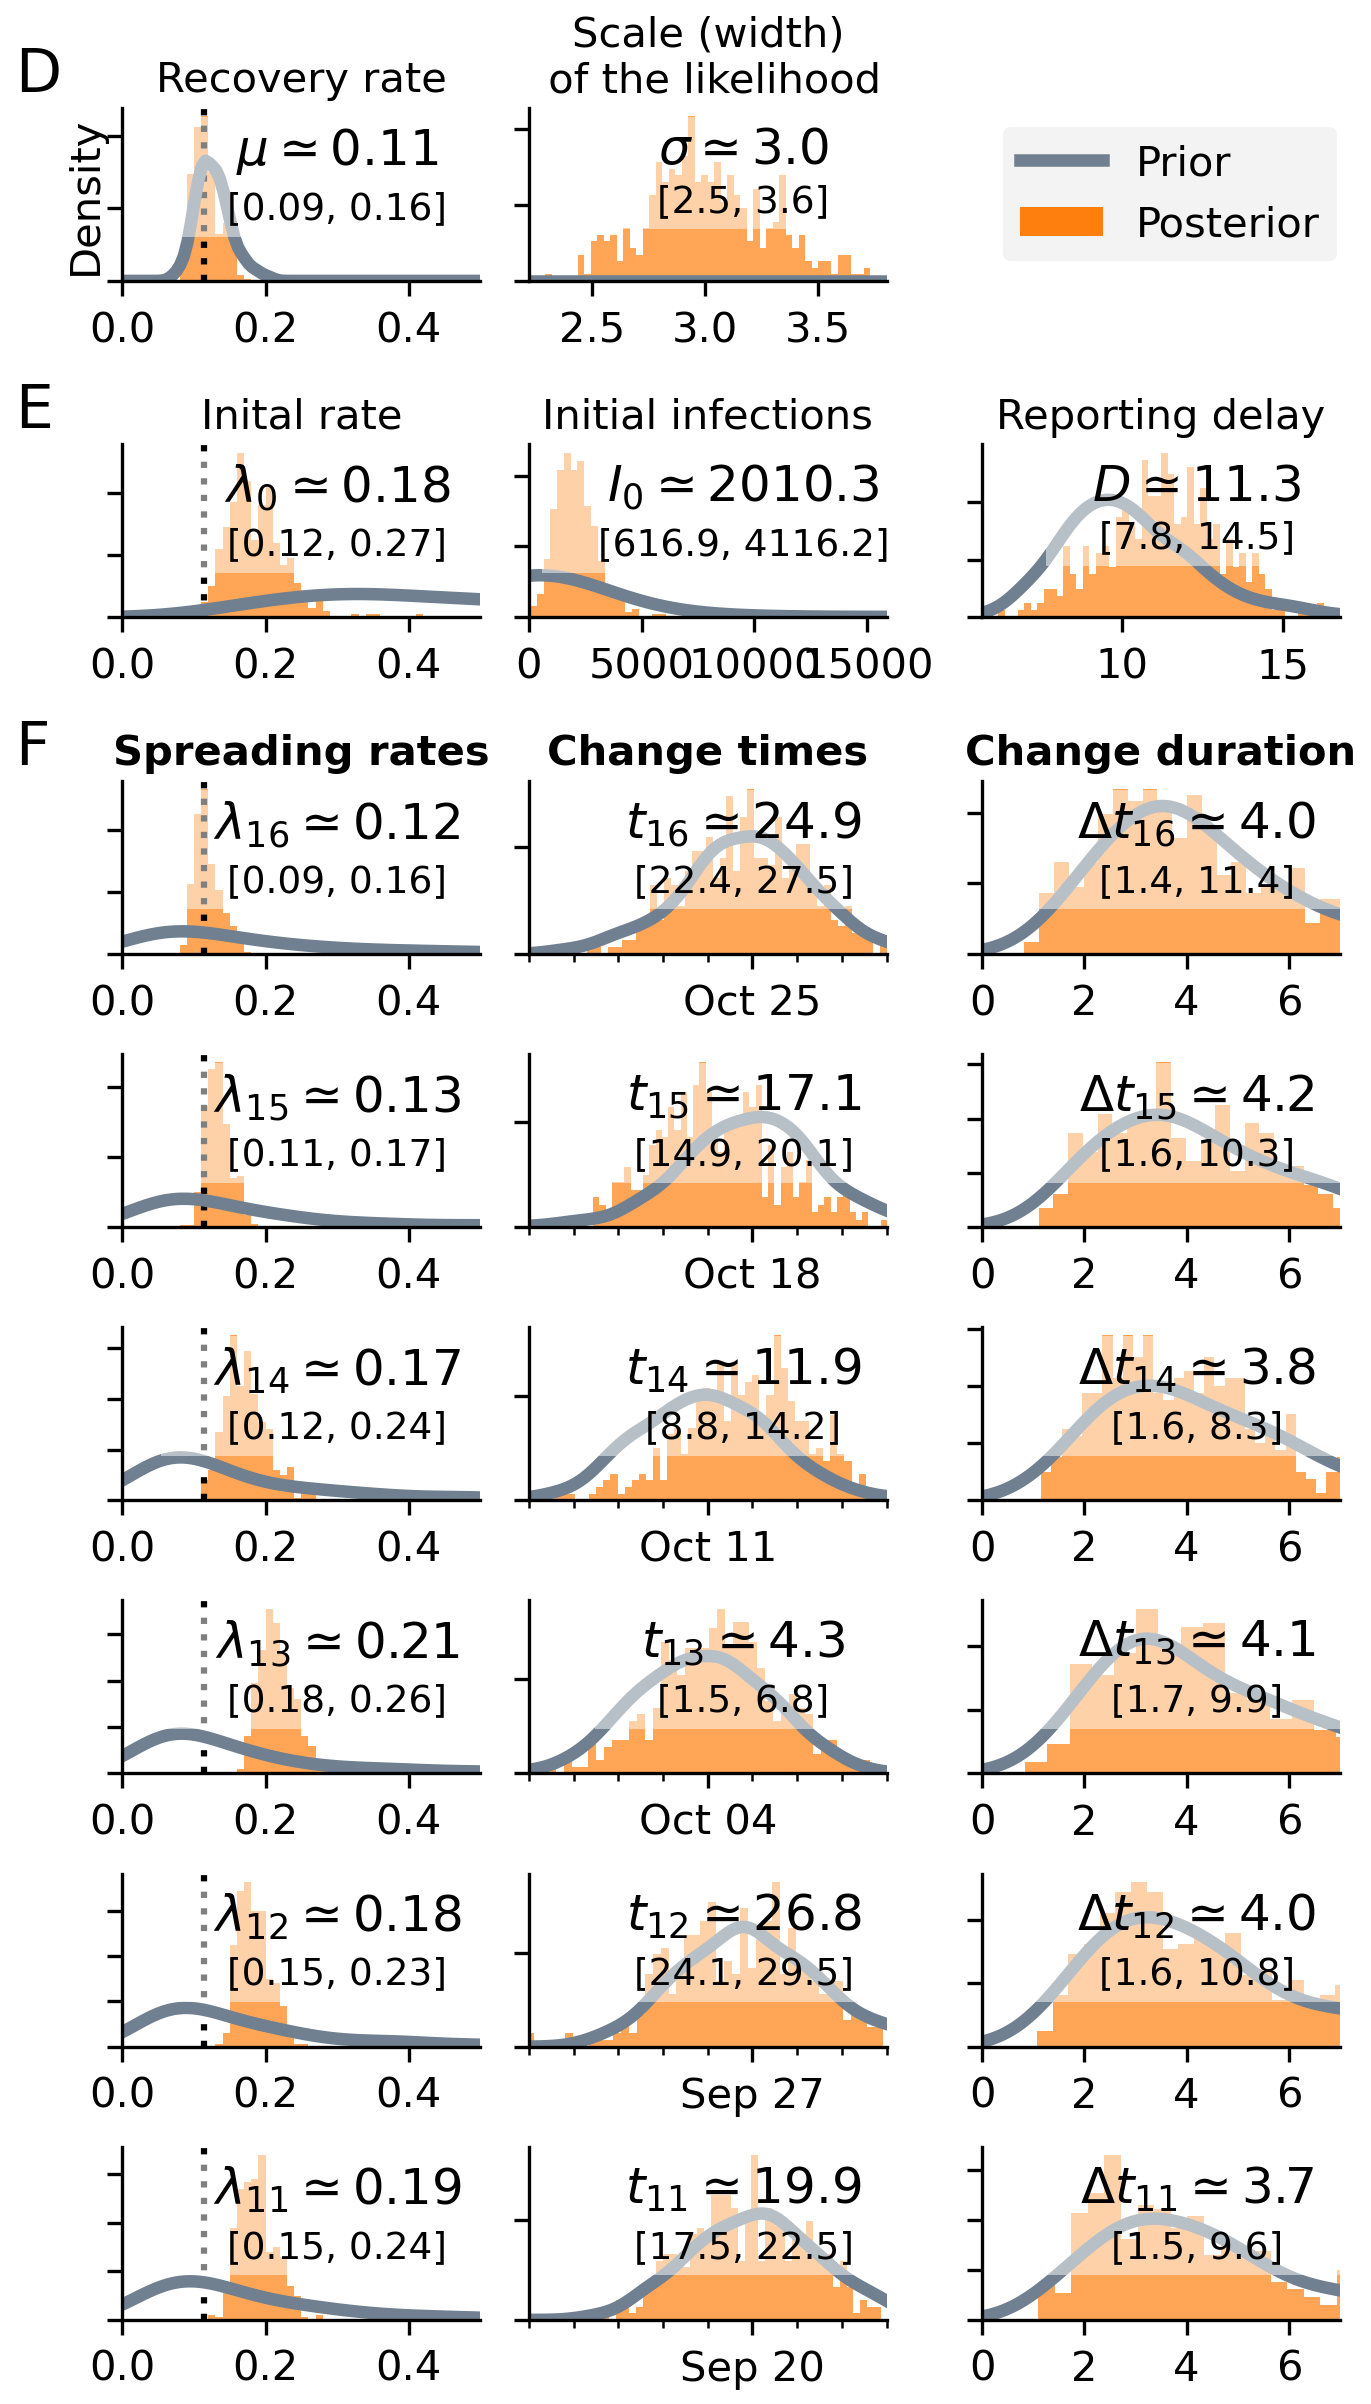 D
Recovery rate
Scale (width)
of the likelihood
Density
μ ≃ 0.11
[0.09, 0.16]
0.0 0.2 0.4
σ ≃ 3.0
[2.5, 3.6]
2.5 3.0 3.5
Prior
Posterior
E
Inital rate
λ0 ≃ 0.18
[0.12, 0.27]
0.0 0.2 0.4
Initial infections
I0 ≃ 2010.3
[616.9, 4116.2]
0 5000 10000 15000
Reporting delay
D ≃ 11.3
[7.8, 14.5]
10 15
F
Spreading rates
Change times
Change duration
λ16 ≃ 0.12
[0.09, 0.16]
0.0 0.2 0.4
t16 ≃ 24.9
[22.4, 27.5]
Oct 25
Δt16 ≃ 4.0
[1.4, 11.4]
0 2 4 6
λ15 ≃ 0.13
[0.11, 0.17]
0.0 0.2 0.4
t15 ≃ 17.1
[14.9, 20.1]
Oct 18
Δt15 ≃ 4.2
[1.6, 10.3]
0 2 4 6
λ14 ≃ 0.17
[0.12, 0.24]
0.0 0.2 0.4
t14 ≃ 11.9
[8.8, 14.2]
Oct 11
Δt14 ≃ 3.8
[1.6, 8.3]
0 2 4 6
λ13 ≃ 0.21
[0.18, 0.26]
0.0 0.2 0.4
t13 ≃ 4.3
[1.5, 6.8]
Oct 04
Δt13 ≃ 4.1
[1.7, 9.9]
0 2 4 6
λ12 ≃ 0.18
[0.15, 0.23]
0.0 0.2 0.4
t12 ≃ 26.8
[24.1, 29.5]
Sep 27
Δt12 ≃ 4.0
[1.6, 10.8]
0 2 4 6
λ11 ≃ 0.19
[0.15, 0.24]
0.0 0.2 0.4
t11 ≃ 19.9
[17.5, 22.5]
Sep 20
Δt11 ≃ 3.7
[1.5, 9.6]
0 2 4 6